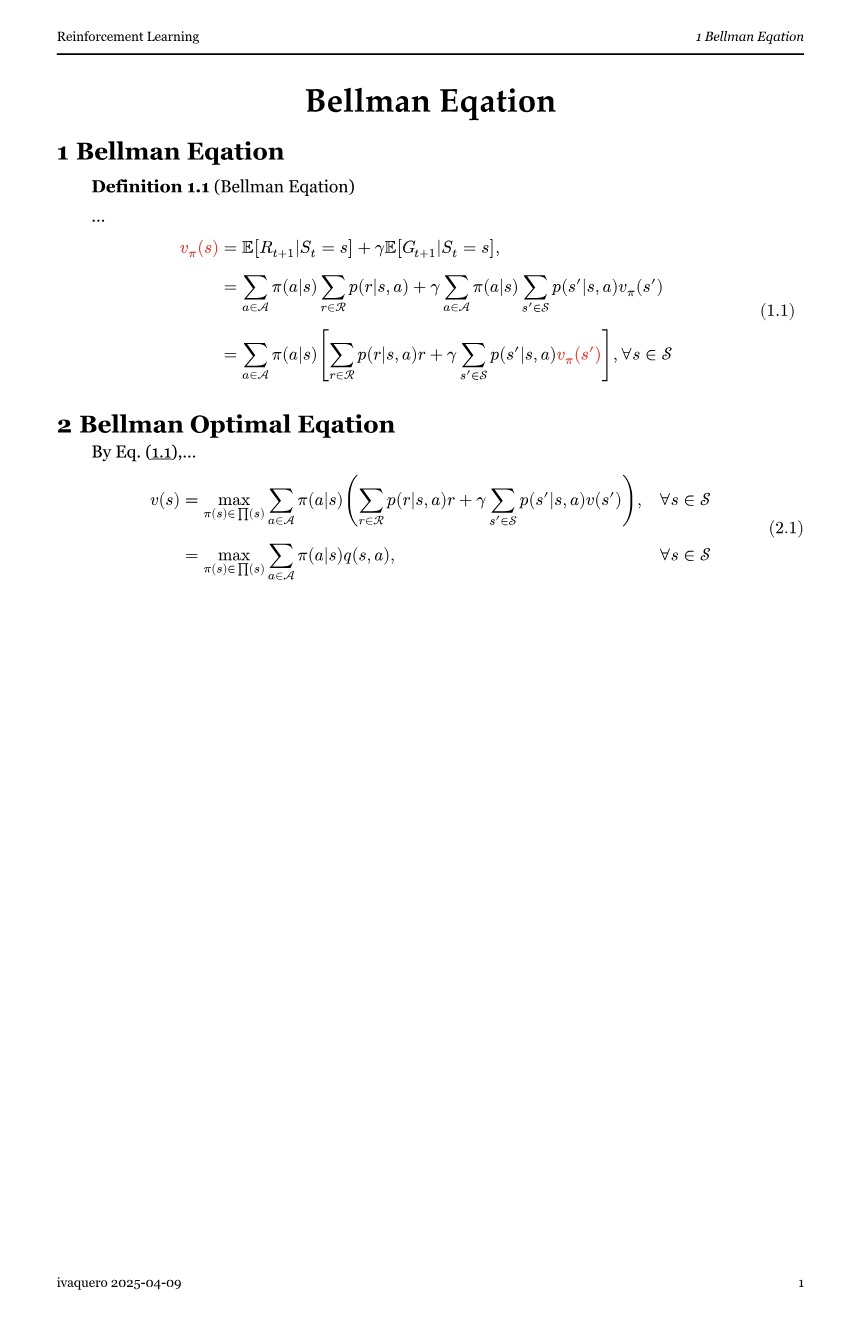 Reinforcement Learning 1 Bellman Eqation
Bellman Eqation
1 Bellman Eqation
Definition 1.1 (Bellman Eqation)
...
v_π(s) = 𝔼[R_{t+1}|S_t = s] + γ𝔼[G_{t+1}|S_t = s],
= ∑_{a∈𝒜} π(a|s) ∑_{r∈ℛ} p(r|s, a) + γ ∑_{a∈𝒜} π(a|s) ∑_{s′∈𝒮} p(s′|s, a)v_π(s′)
(1.1)
= ∑_{a∈𝒜} π(a|s) [∑_{r∈ℛ} p(r|s, a)r + γ ∑_{s′∈𝒮} p(s′|s, a)v_π(s′)], ∀s ∈ 𝒮
2 Bellman Optimal Eqation
By Eq. (1.1),...
v(s) = max_{π(s)∈∏(s)} ∑_{a∈𝒜} π(a|s) (∑_{r∈ℛ} p(r|s, a)r + γ ∑_{s′∈𝒮} p(s′|s, a)v(s′)), ∀s ∈ 𝒮
(2.1)
= max_{π(s)∈∏(s)} ∑_{a∈𝒜} π(a|s)q(s, a), ∀s ∈ 𝒮
ivaquero 2025-04-09 1